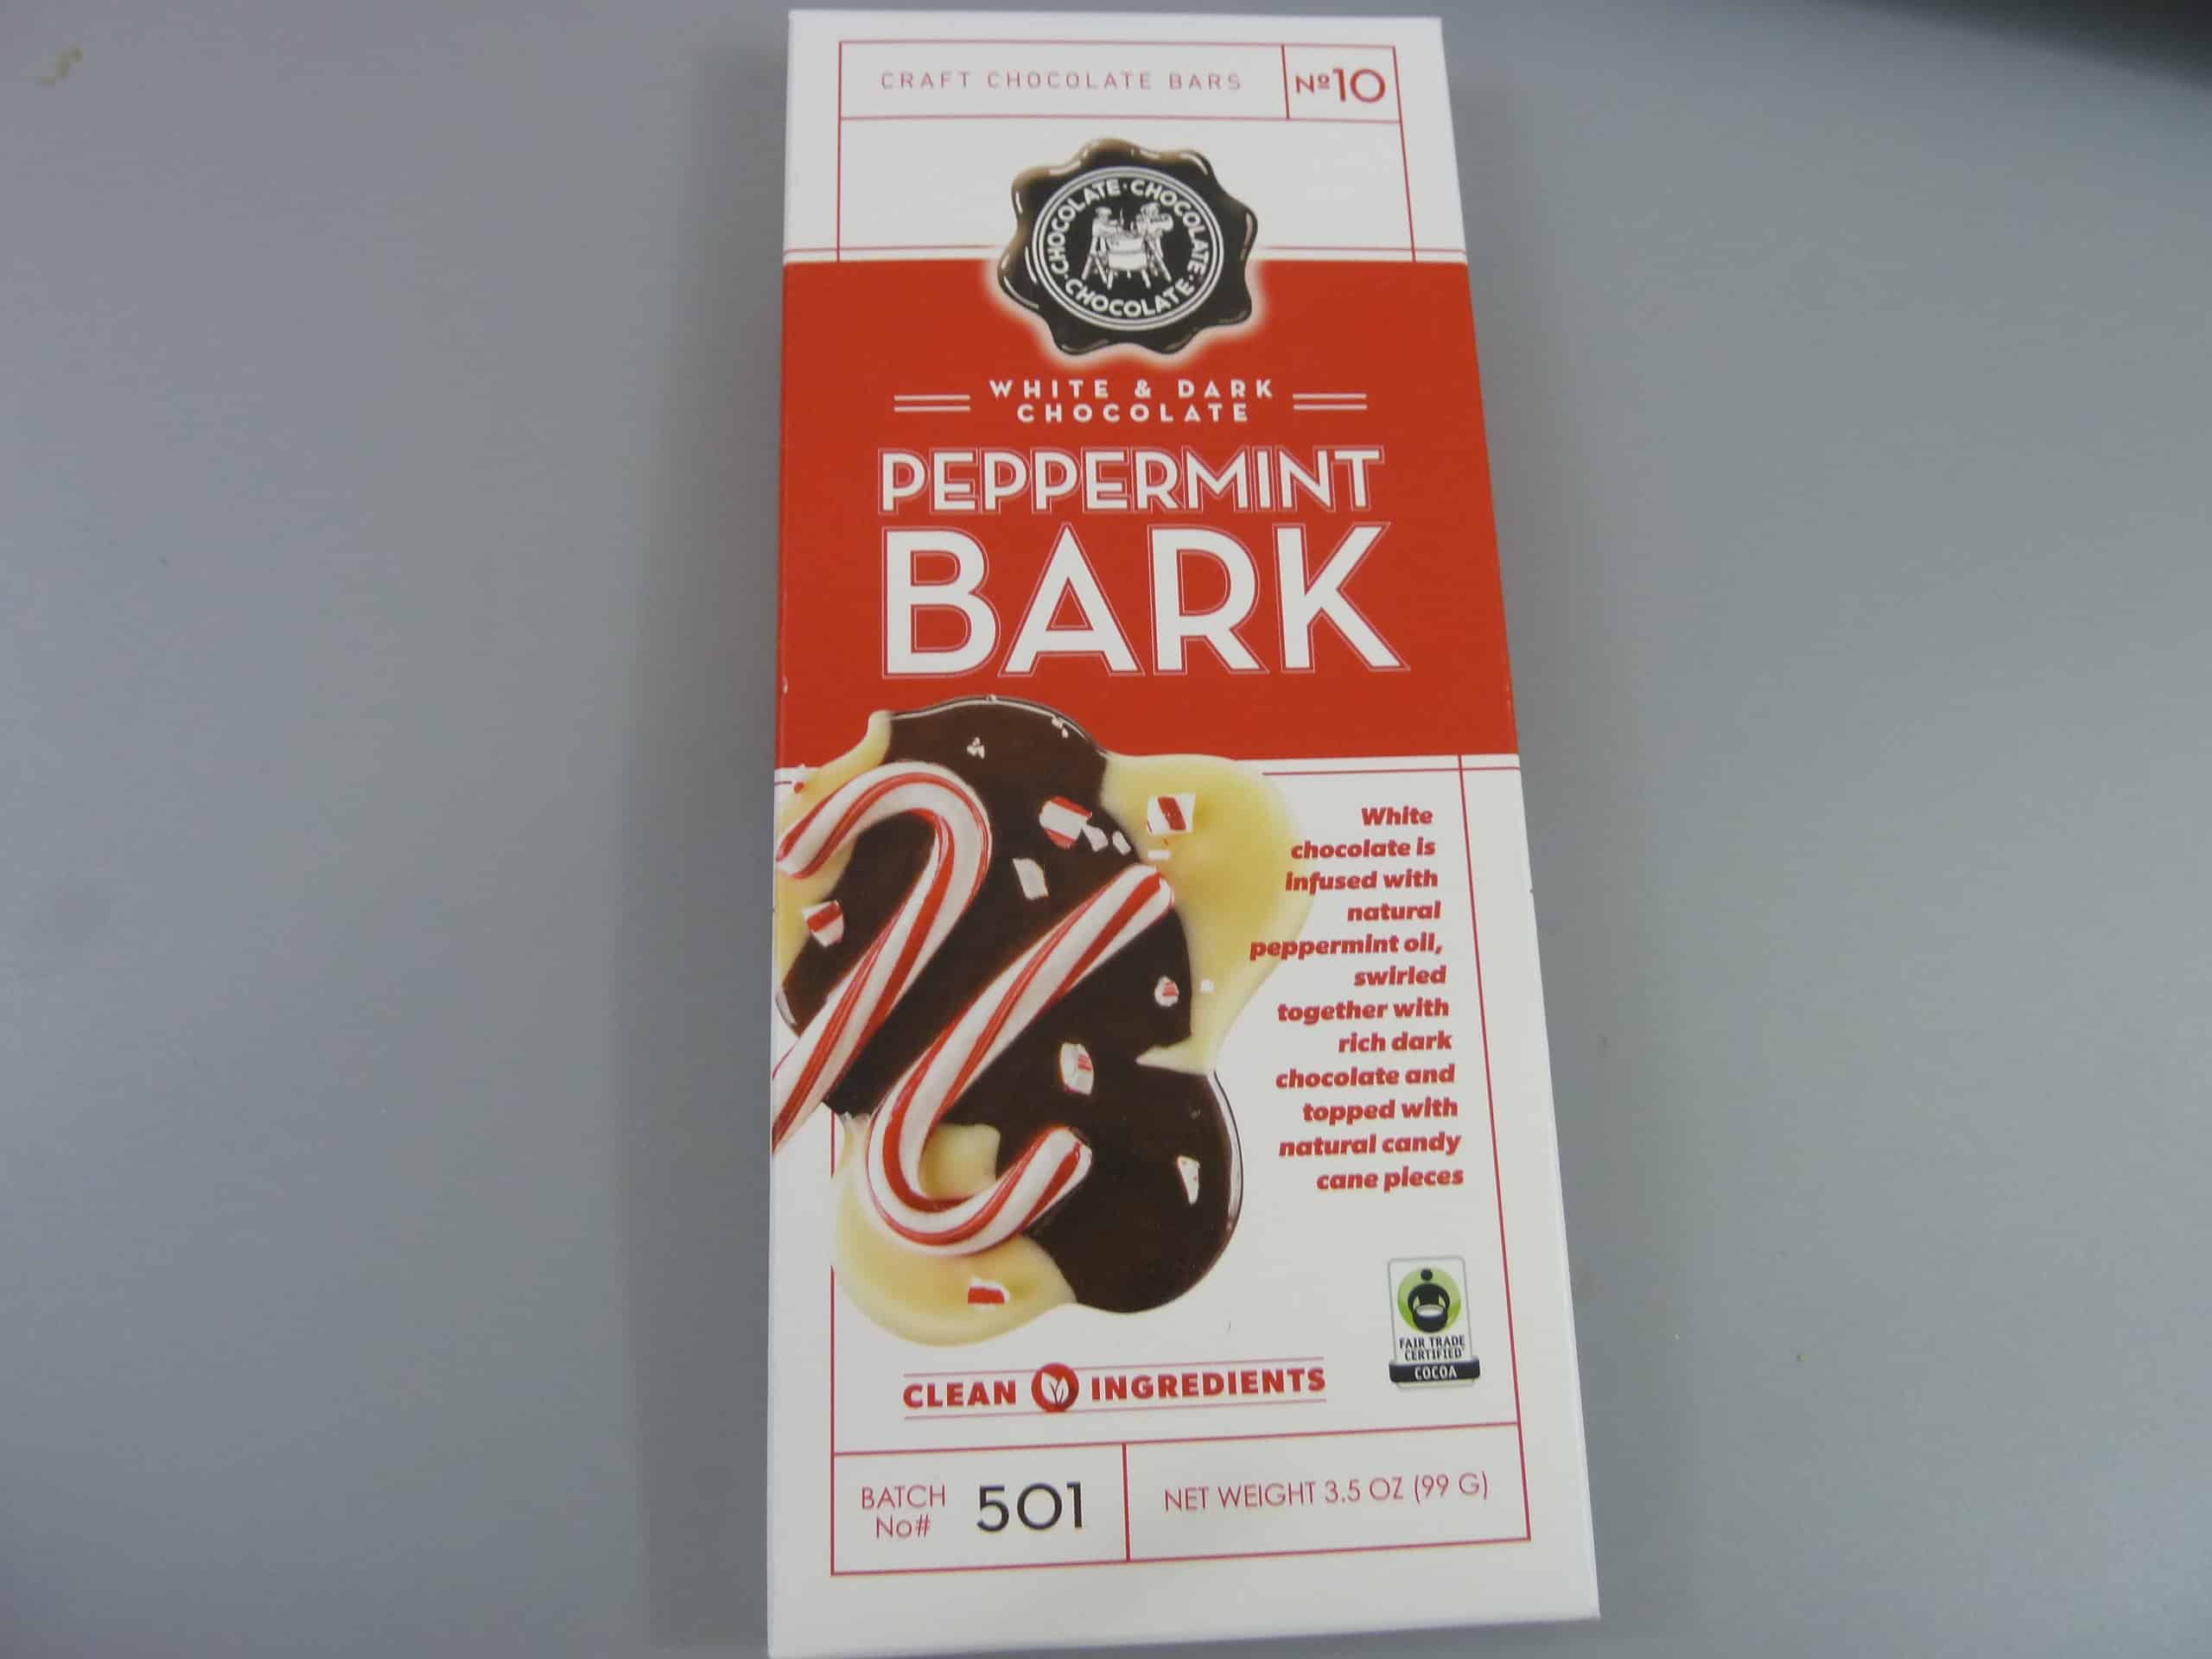 CRAFT CHOCOLATE BARS
Nº10
CHOCOLATE · CHOCOLATE · CHOCOLATE ·
WHITE & DARK
CHOCOLATE
PEPPERMINT
BARK
White
chocolate is
infused with
natural
peppermint oil,
swirled
together with
rich dark
chocolate and
topped with
natural candy
cane pieces
FAIR TRADE
CERTIFIED
COCOA
CLEAN INGREDIENTS
BATCH
No#
501
NET WEIGHT 3.5 OZ (99 G)